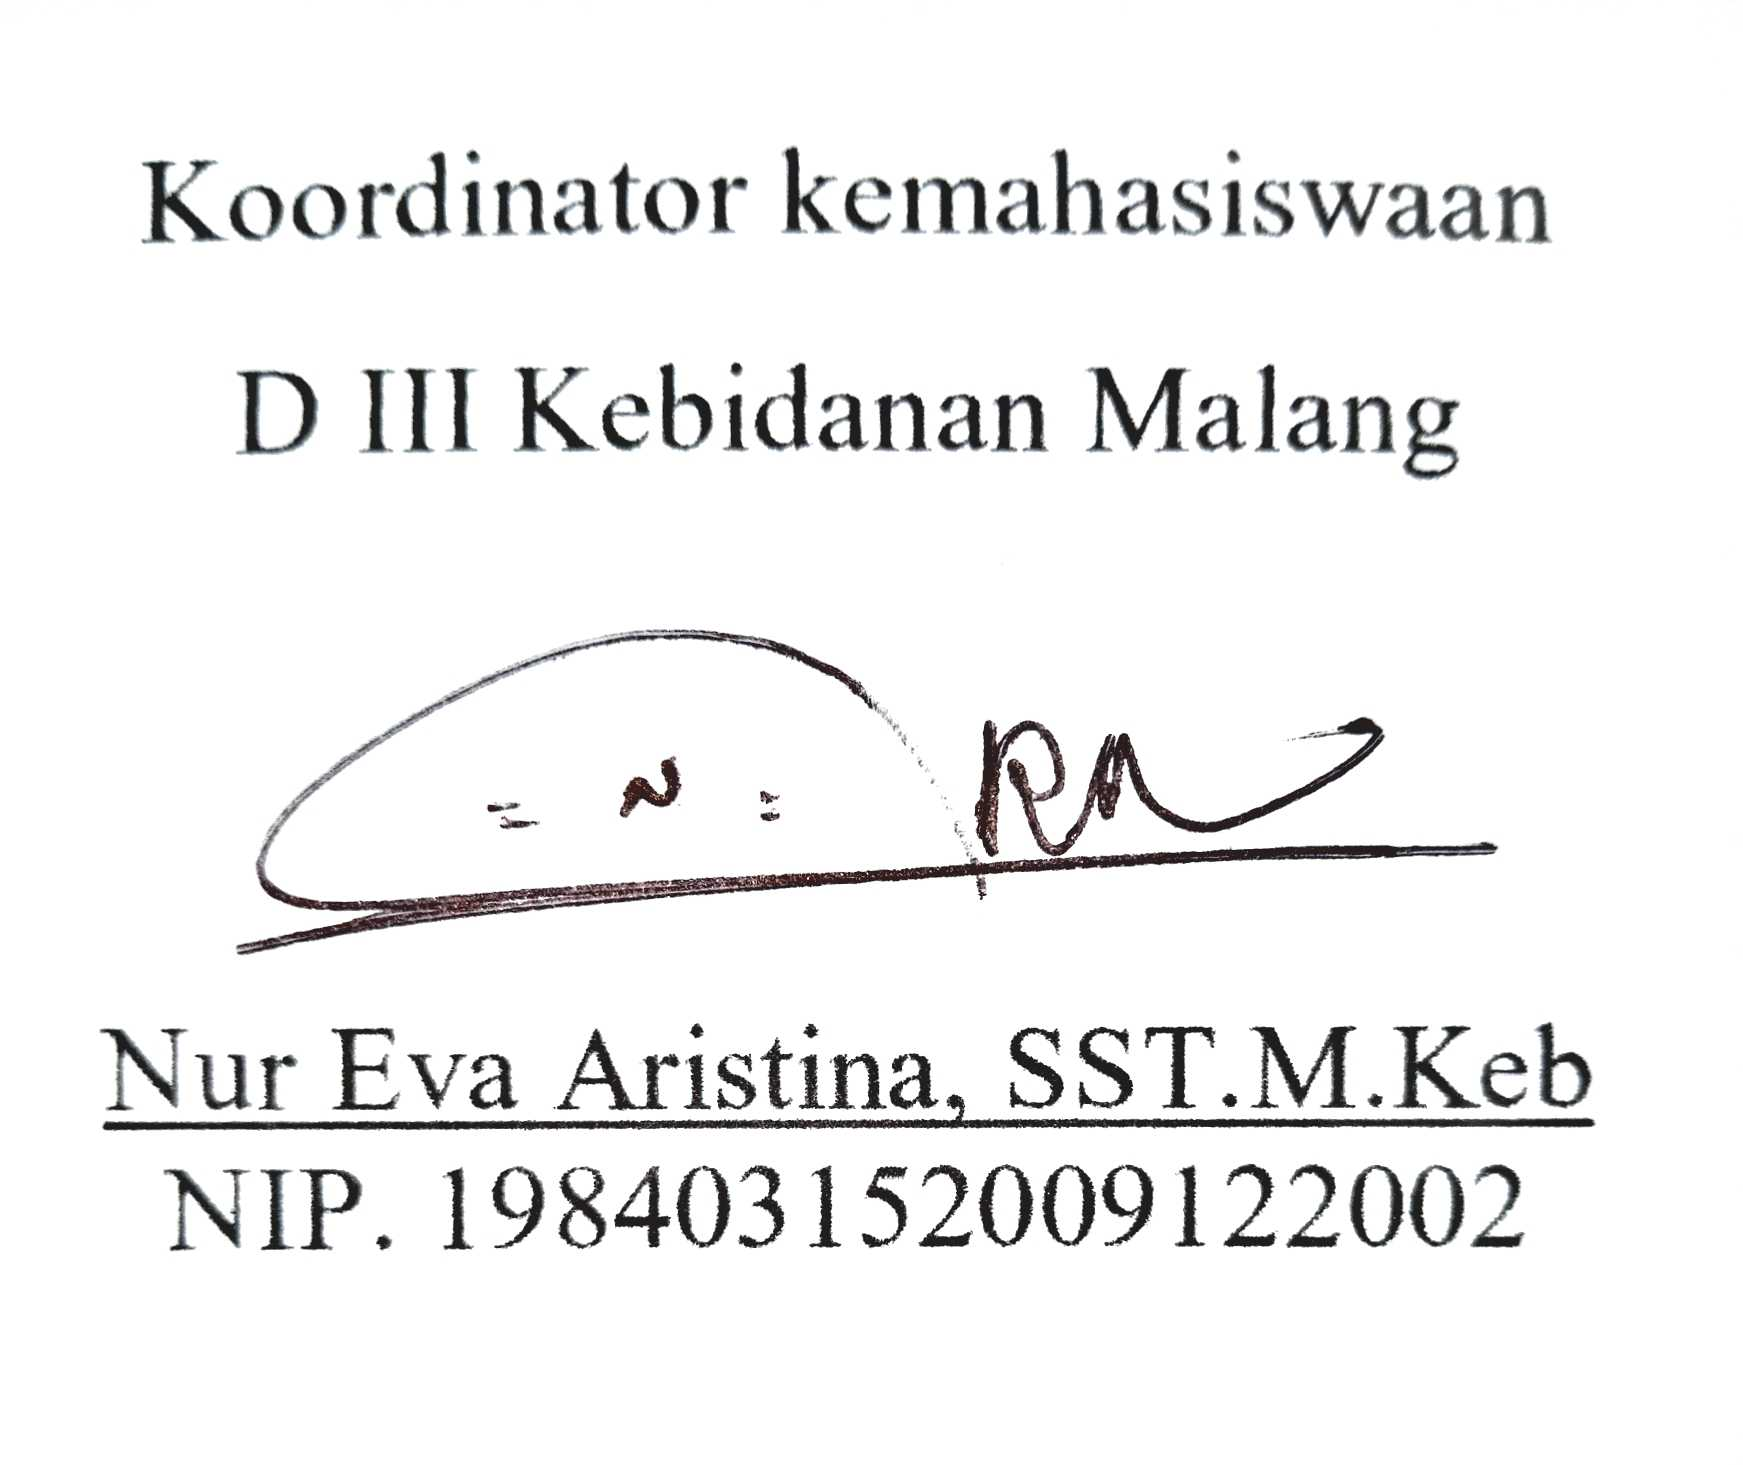 Koordinator kemahasiswaan
D III Kebidanan Malang
Nur Eva Aristina, SST.M.Keb
NIP. 198403152009122002